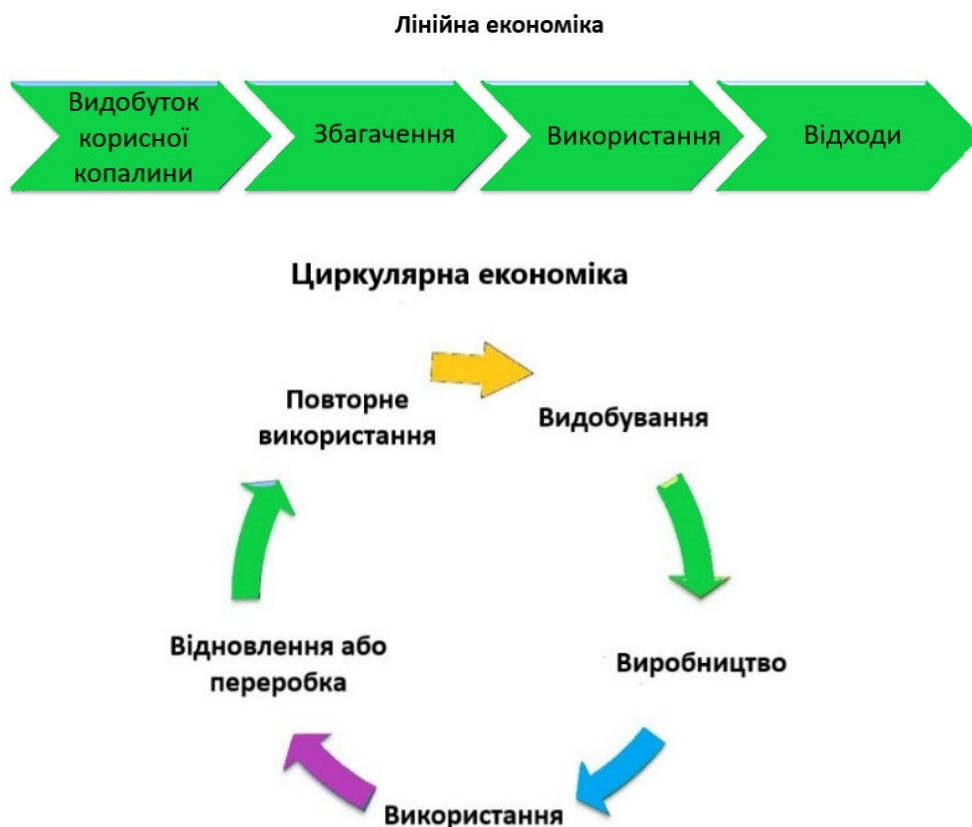 Лінійна економіка
Видобуток
корисної
копалини
Збагачення
Використання
Відходи
Циркулярна економіка
Повторне
використання
Видобування
Відновлення або
переробка
Виробництво
Використання